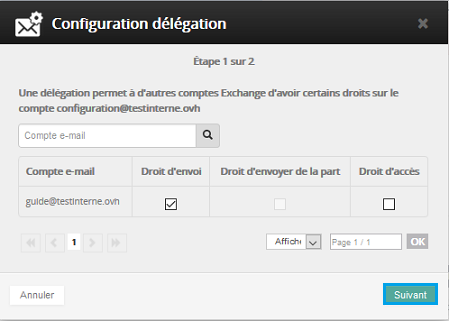 Configuration délégation
Étape 1 sur 2
Une délégation permet à d'autres comptes Exchange d'avoir certains droits sur le
compte configuration@testinterne.ovh
Compte e-mail
Compte e-mail Droit d'envoi Droit d'envoyer de la part Droit d'accès
guide@testinterne.ovh
1 Affiche Page 1 / 1 OK
Annuler Suivant